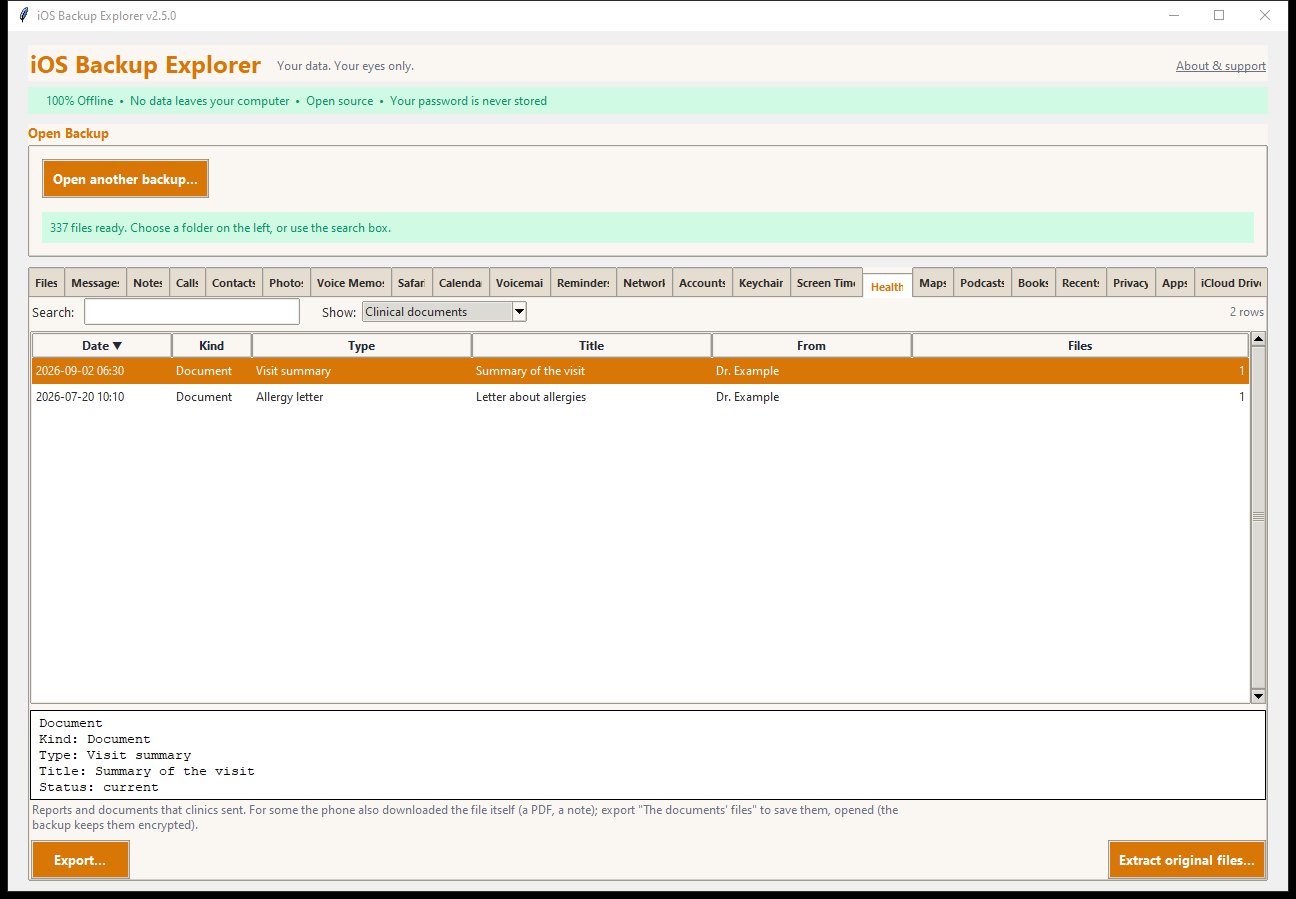 iOS Backup Explorer v2.5.0
iOS Backup Explorer Your data. Your eyes only. About & support
100% Offline • No data leaves your computer • Open source • Your password is never stored
Open Backup
Open another backup...
337 files ready. Choose a folder on the left, or use the search box.
Files Messages Notes Calls Contacts Photos Voice Memos Safari Calenda Voicemai Reminders Network Accounts Keychain Screen Time Health Maps Podcasts Books Recents Privacy Apps iCloud Drive
Search: Show: Clinical documents 2 rows
Date ▼ Kind Type Title From Files
2026-09-02 06:30 Document Visit summary Summary of the visit Dr. Example 1
2026-07-20 10:10 Document Allergy letter Letter about allergies Dr. Example 1
Document
Kind: Document
Type: Visit summary
Title: Summary of the visit
Status: current
Reports and documents that clinics sent. For some the phone also downloaded the file itself (a PDF, a note); export "The documents' files" to save them, opened (the
backup keeps them encrypted).
Export... Extract original files...